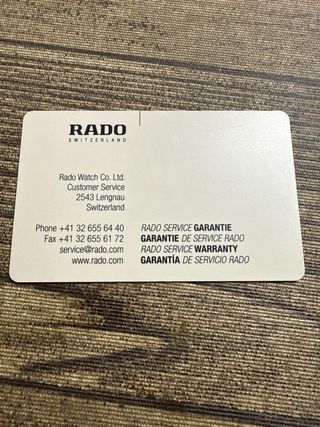 RADO
SWITZERLAND
Rado Watch Co. Ltd.
Customer Service
2543 Lengnau
Switzerland
Phone +41 32 655 64 40
Fax +41 32 655 61 72
service@rado.com
www.rado.com
RADO SERVICE GARANTIE
GARANTIE DE SERVICE RADO
RADO SERVICE WARRANTY
GARANTÍA DE SERVICIO RADO